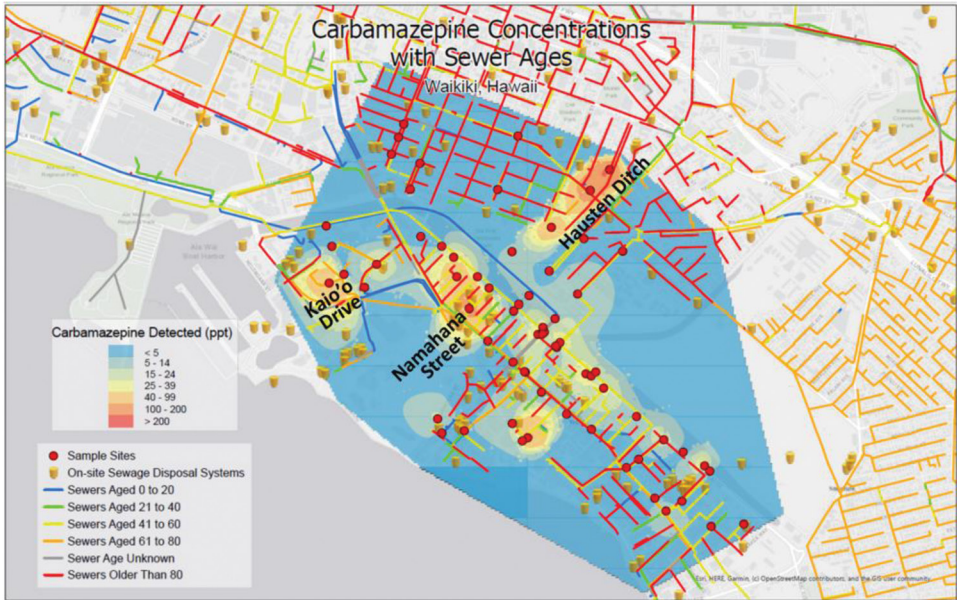 Carbamazepine Concentrations
with Sewer Ages
Waikiki, Hawaii
Hausten Ditch
Kaio'o
Drive
Namahana
Street
Carbamazepine Detected (ppt)
< 5
5 - 14
15 - 24
25 - 39
40 - 99
100 - 200
> 200
Sample Sites
On-site Sewage Disposal Systems
Sewers Aged 0 to 20
Sewers Aged 21 to 40
Sewers Aged 41 to 60
Sewers Aged 61 to 80
Sewer Age Unknown
Sewers Older Than 80
Esri, HERE, Garmin, (c) OpenStreetMap contributors, and the GIS user community